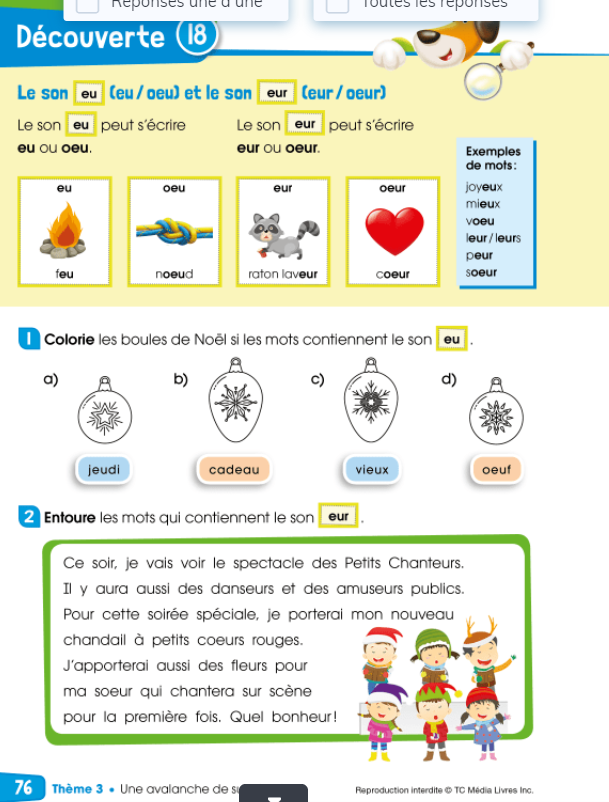 Réponses une à une
Toutes les réponses
Découverte 18
Le son eu (eu / oeu) et le son eur (eur / oeur)
Le son eu peut s'écrire
eu ou oeu.
Le son eur peut s'écrire
eur ou oeur.
Exemples
de mots :
joyeux
mieux
voeu
leur / leurs
peur
soeur
eu
feu
oeu
noeud
eur
raton laveur
oeur
coeur
1 Colorie les boules de Noël si les mots contiennent le son eu .
a)
b)
c)
d)
jeudi
cadeau
vieux
oeuf
2 Entoure les mots qui contiennent le son eur .
Ce soir, je vais voir le spectacle des Petits Chanteurs.
Il y aura aussi des danseurs et des amuseurs publics.
Pour cette soirée spéciale, je porterai mon nouveau
chandail à petits coeurs rouges.
J'apporterai aussi des fleurs pour
ma soeur qui chantera sur scène
pour la première fois. Quel bonheur!
76 Thème 3 • Une avalanche de
Reproduction interdite © TC Média Livres Inc.